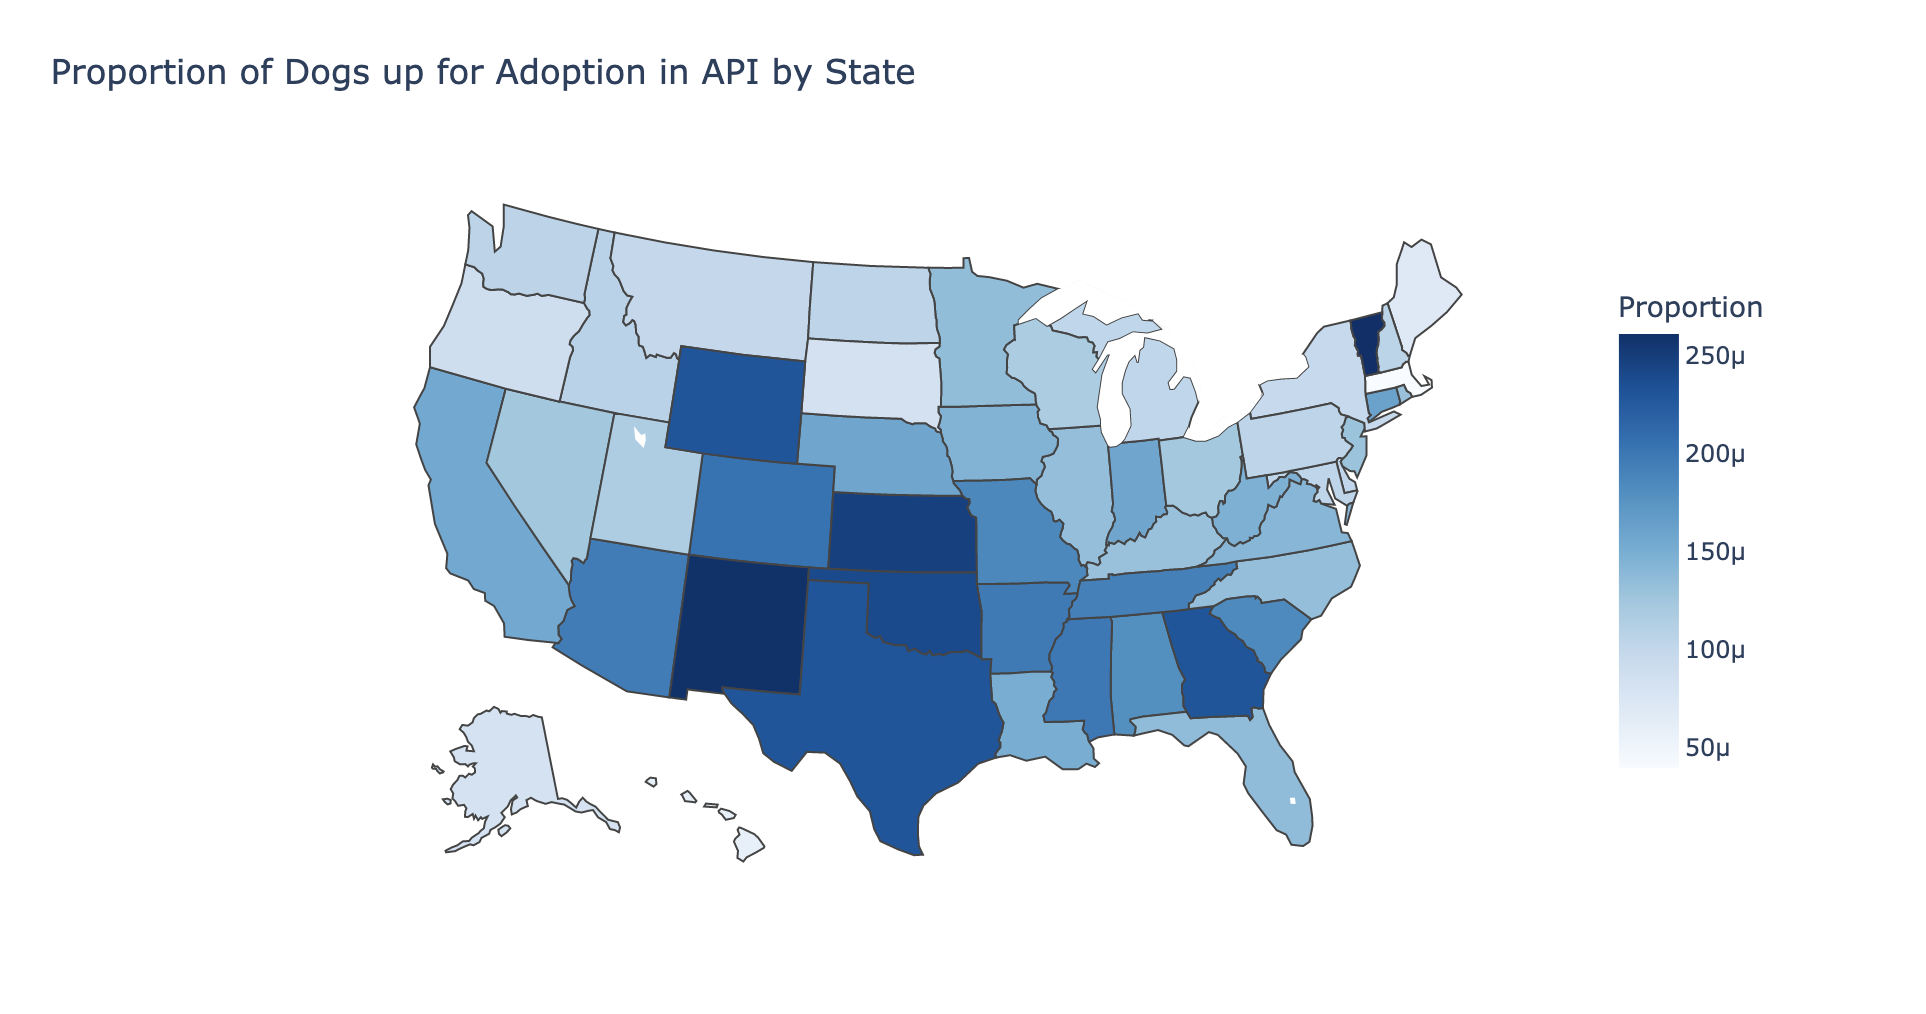 Proportion of Dogs up for Adoption in API by State
Proportion
250μ
200μ
150μ
100μ
50μ